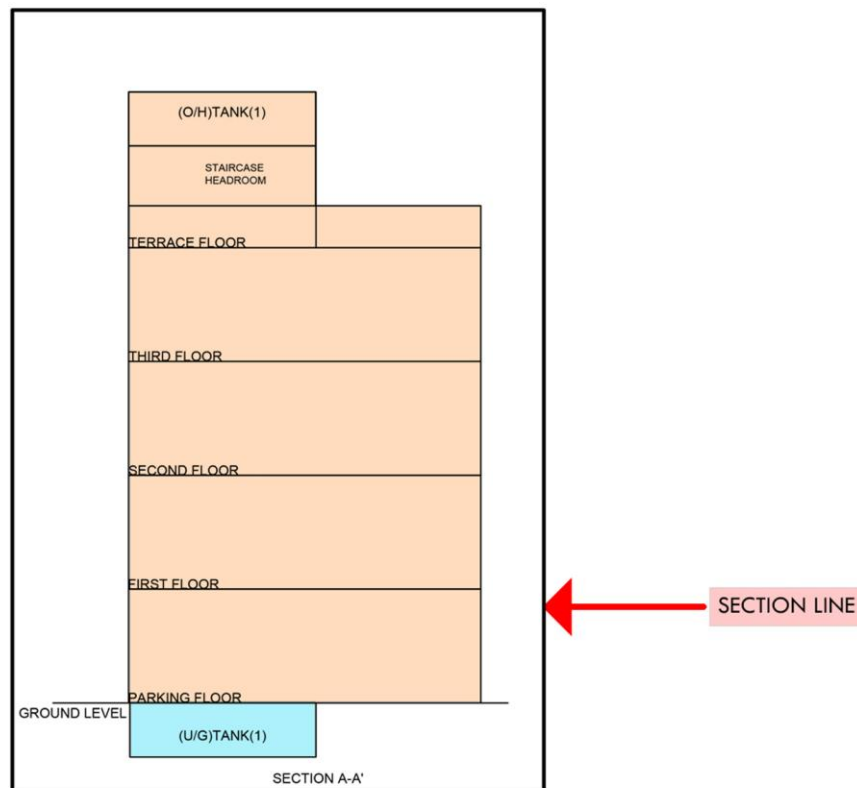 (O/H)TANK(1)
STAIRCASE
HEADROOM
TERRACE FLOOR
THIRD FLOOR
SECOND FLOOR
FIRST FLOOR
SECTION LINE
PARKING FLOOR
GROUND LEVEL
(U/G)TANK(1)
SECTION A-A'